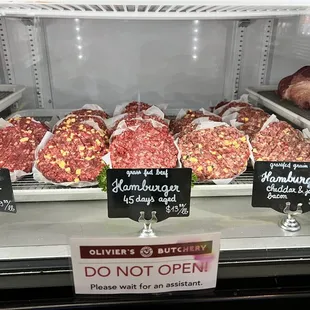 grass fed beef
Hamburger
45 days aged
grassfed, grain
Hamburg
cheddar &
bacon
OLIVIER'S BUTCHERY
DO NOT OPEN!
Please wait for an assistant.